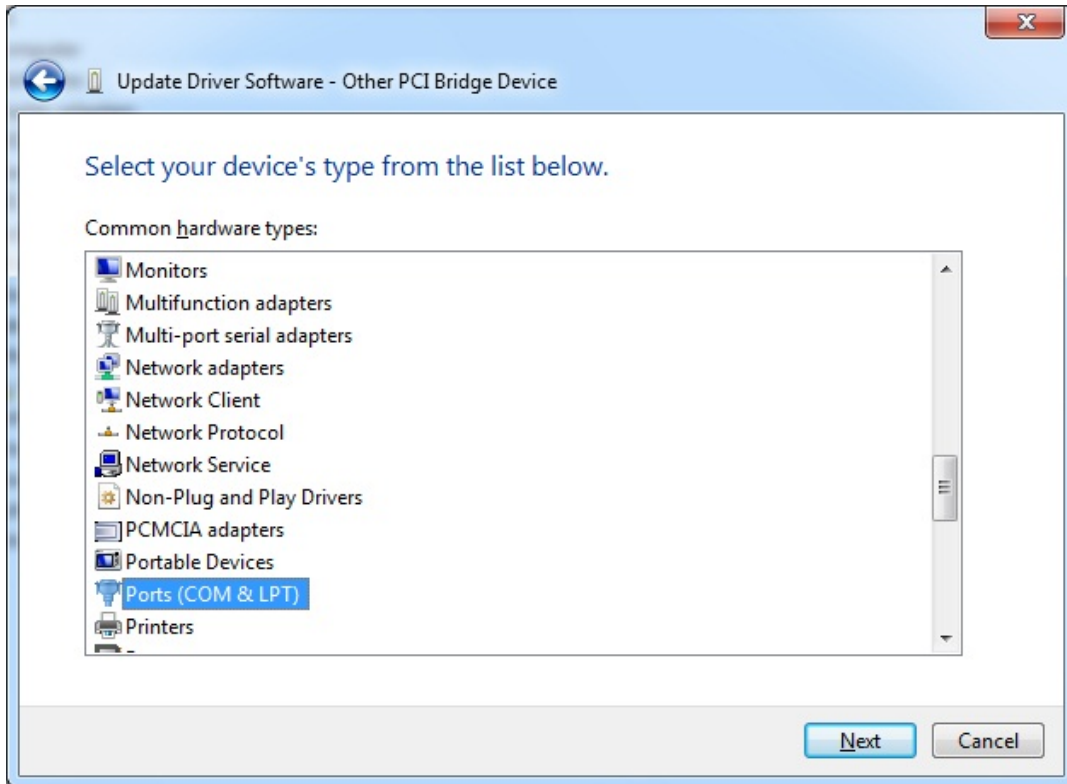 Update Driver Software - Other PCI Bridge Device
Select your device's type from the list below.
Common hardware types:
Monitors
Multifunction adapters
Multi-port serial adapters
Network adapters
Network Client
Network Protocol
Network Service
Non-Plug and Play Drivers
PCMCIA adapters
Portable Devices
Ports (COM & LPT)
Printers
Next
Cancel